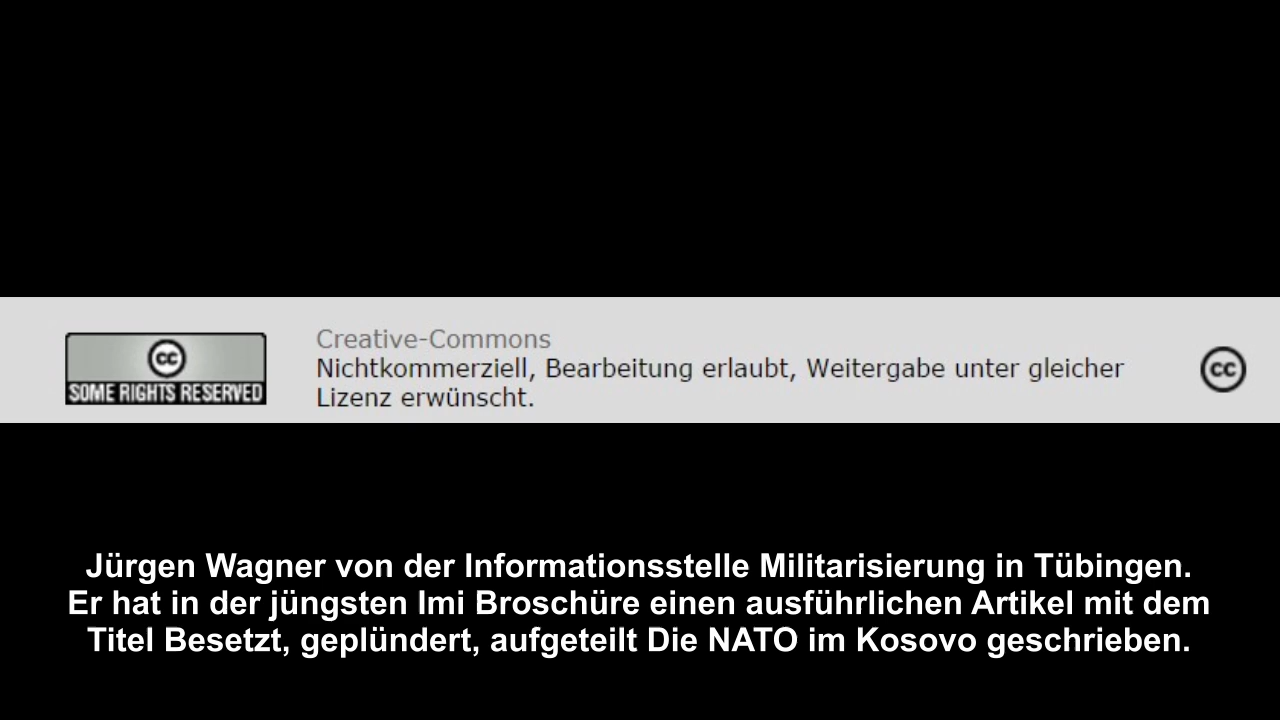 cc
SOME RIGHTS RESERVED
Creative-Commons
Nichtkommerziell, Bearbeitung erlaubt, Weitergabe unter gleicher
Lizenz erwünscht.
cc
Jürgen Wagner von der Informationsstelle Militarisierung in Tübingen.
Er hat in der jüngsten Imi Broschüre einen ausführlichen Artikel mit dem
Titel Besetzt, geplündert, aufgeteilt Die NATO im Kosovo geschrieben.